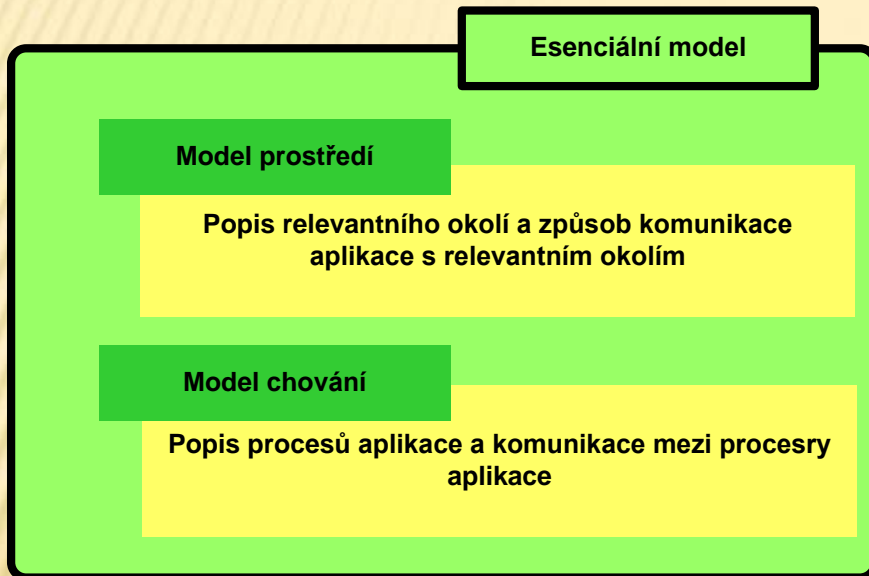 Esenciální model
Model prostředí
Popis relevantního okolí a způsob komunikace
aplikace s relevantním okolím
Model chování
Popis procesů aplikace a komunikace mezi procesry
aplikace